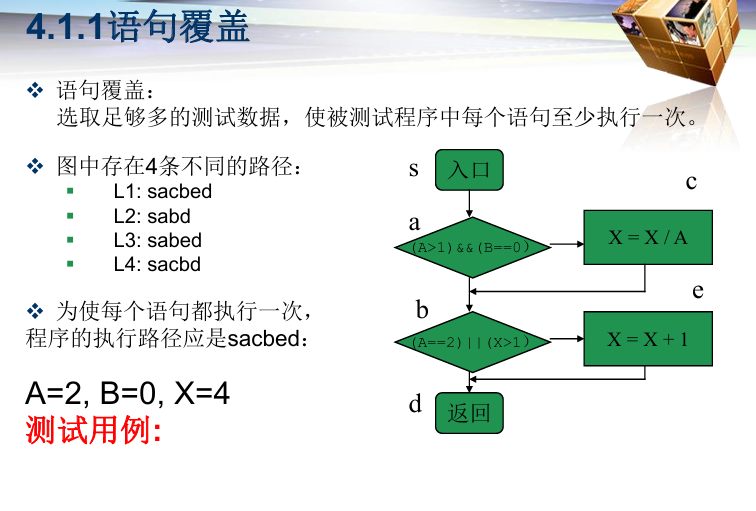 4.1.1语句覆盖
语句覆盖：
选取足够多的测试数据，使被测试程序中每个语句至少执行一次。
图中存在4条不同的路径：
L1: sacbed
L2: sabd
L3: sabed
L4: sacbd
为使每个语句都执行一次，
程序的执行路径应是sacbed：
A=2, B=0, X=4
测试用例:
s
入口
c
a
(A>1)&&(B==0)
X = X / A
e
b
(A==2)||(X>1)
X = X + 1
d
返回